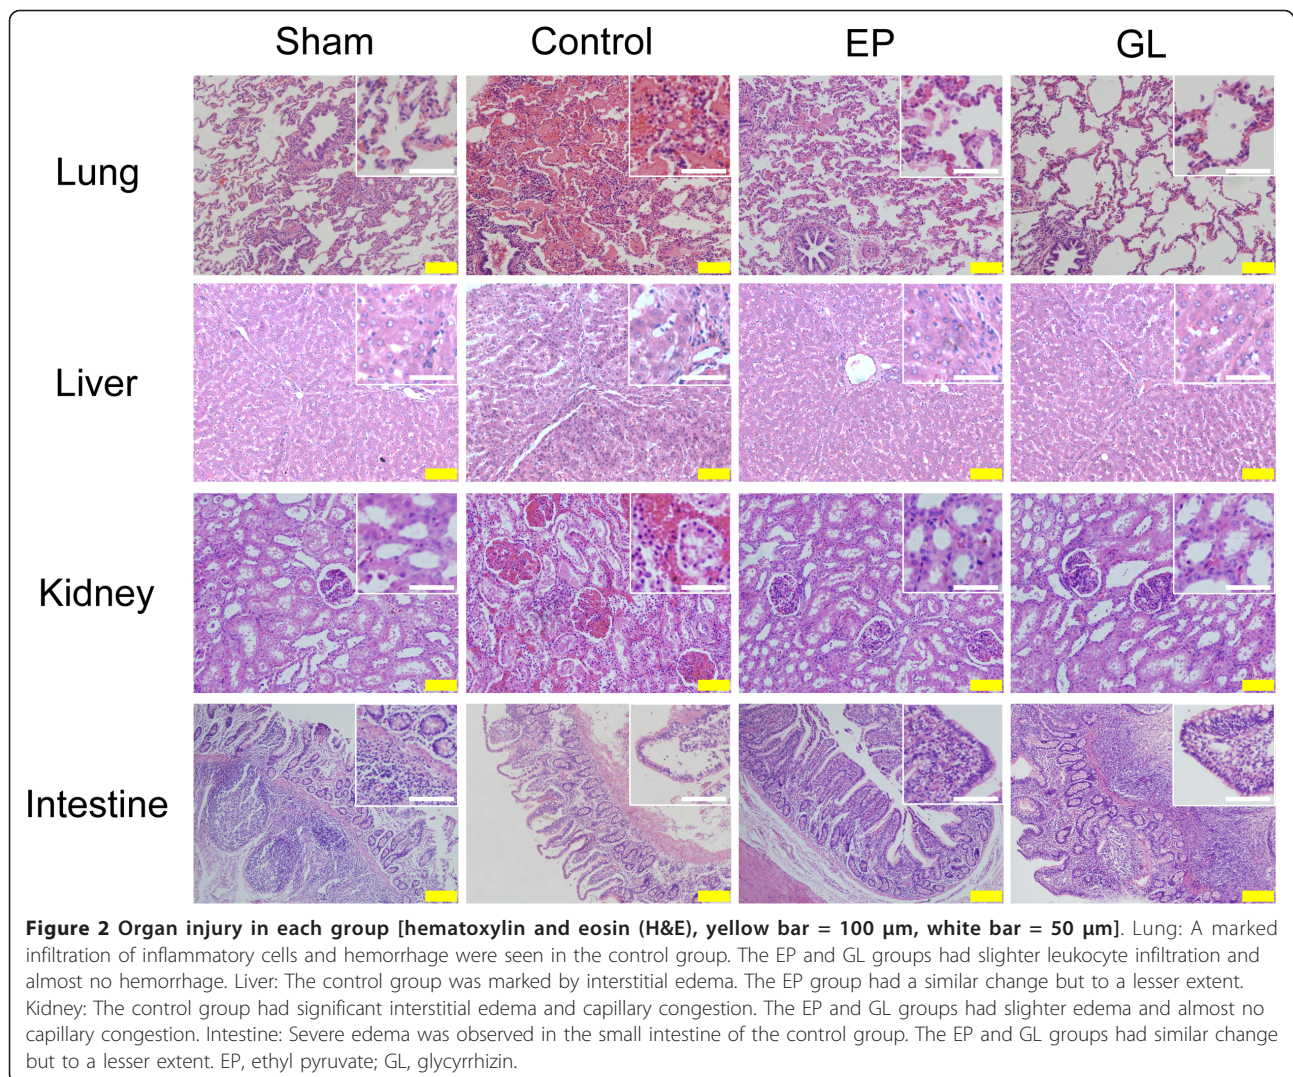 Sham Control EP GL
Lung
Liver
Kidney
Intestine
Figure 2 Organ injury in each group [hematoxylin and eosin (H&E), yellow bar = 100 μm, white bar = 50 μm]. Lung: A marked
infiltration of inflammatory cells and hemorrhage were seen in the control group. The EP and GL groups had slighter leukocyte infiltration and
almost no hemorrhage. Liver: The control group was marked by interstitial edema. The EP group had a similar change but to a lesser extent.
Kidney: The control group had significant interstitial edema and capillary congestion. The EP and GL groups had slighter edema and almost no
capillary congestion. Intestine: Severe edema was observed in the small intestine of the control group. The EP and GL groups had similar change
but to a lesser extent. EP, ethyl pyruvate; GL, glycyrrhizin.